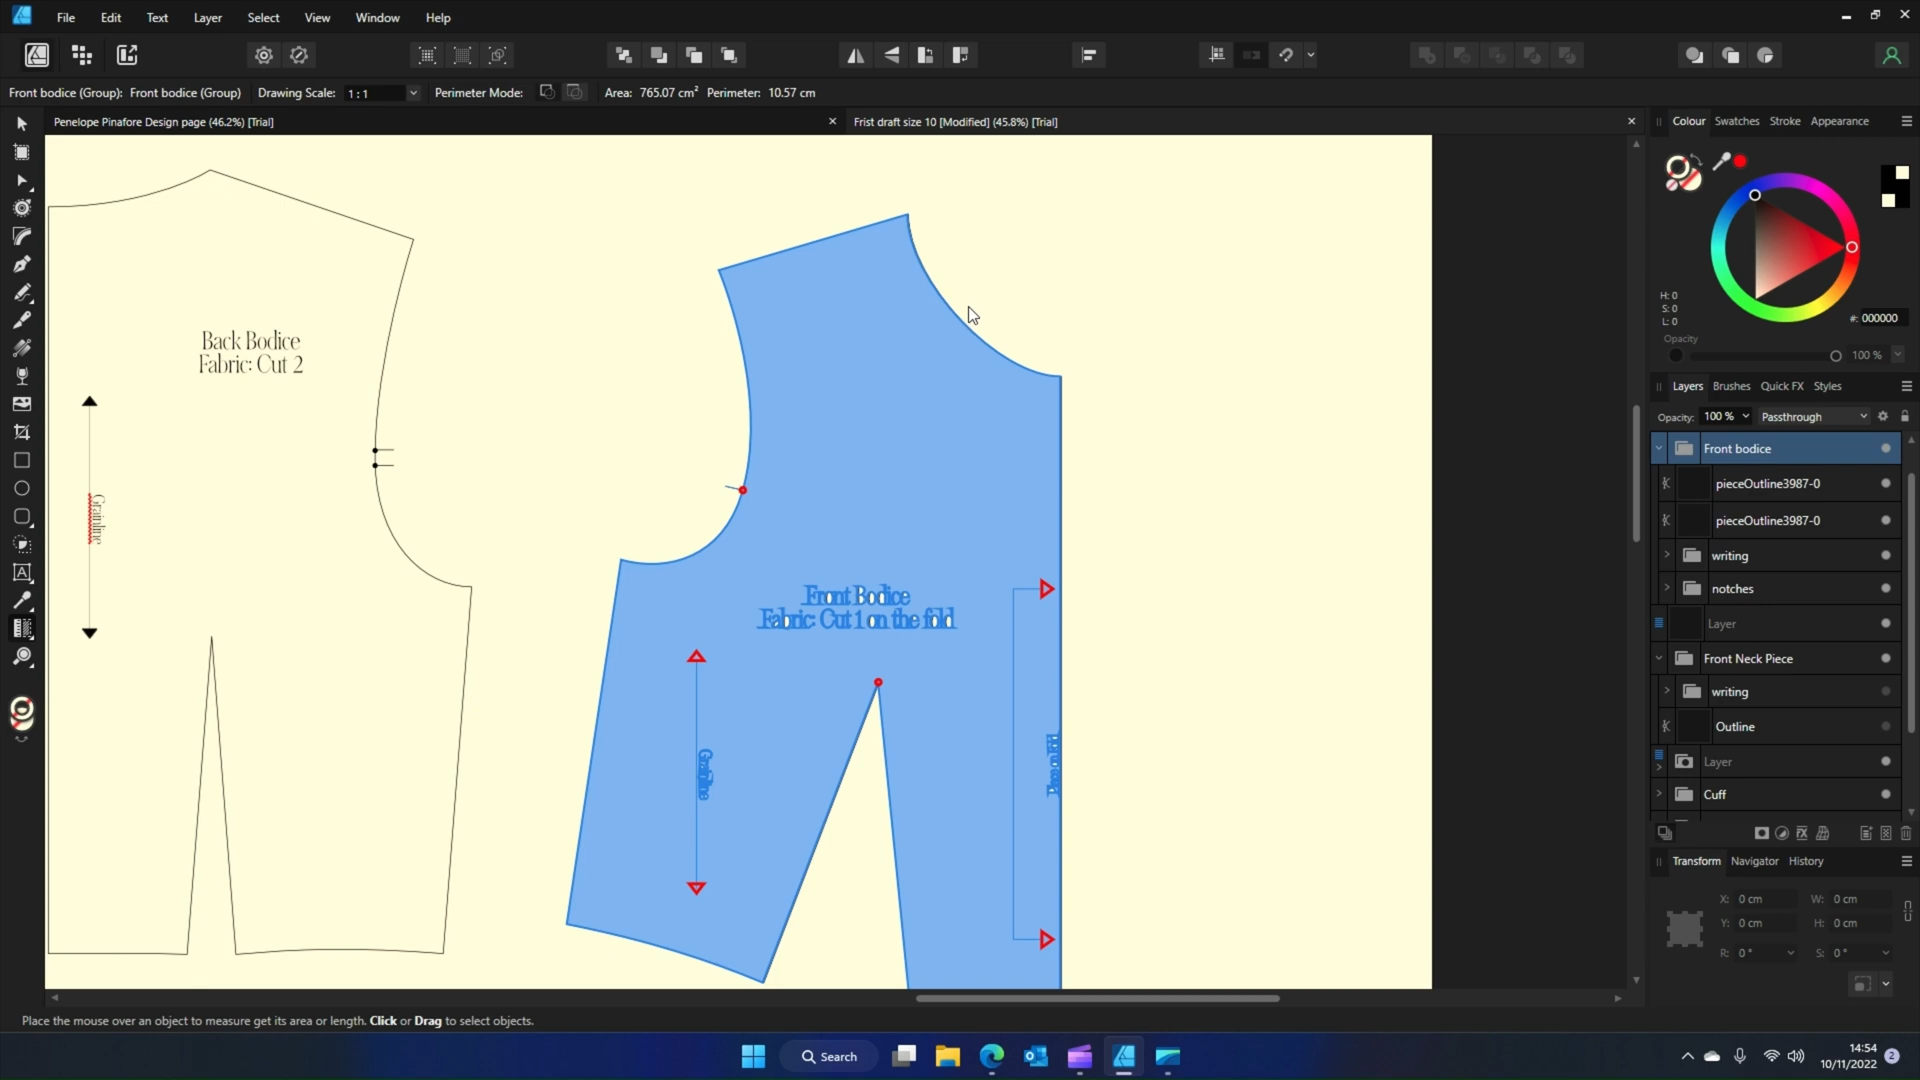 File Edit Text Layer Select View Window Help
Front bodice (Group): Front bodice (Group) Drawing Scale: 1 : 1 Perimeter Mode: Area: 765.07 cm² Perimeter: 10.57 cm
Penelope Pinafore Design page (46.2%) [Trial]
Frist draft size 10 [Modified] (45.8%) [Trial]
Back Bodice
Fabric: Cut 2
Grainline
Front Bodice
Fabric: Cut 1 on the fold
Grainline
Colour Swatches Stroke Appearance
H: 0
S: 0
L: 0
#: 000000
Opacity
100 %
Layers Brushes Quick FX Styles
Opacity: 100 % Passthrough
Front bodice
pieceOutline3987-0
pieceOutline3987-0
writing
notches
Layer
Front Neck Piece
writing
Outline
Layer
Cuff
Transform Navigator History
X: 0 cm W: 0 cm
Y: 0 cm H: 0 cm
R: 0 ° S: 0 °
Place the mouse over an object to measure get its area or length. Click or Drag to select objects.
Search
14:54
10/11/2022
2